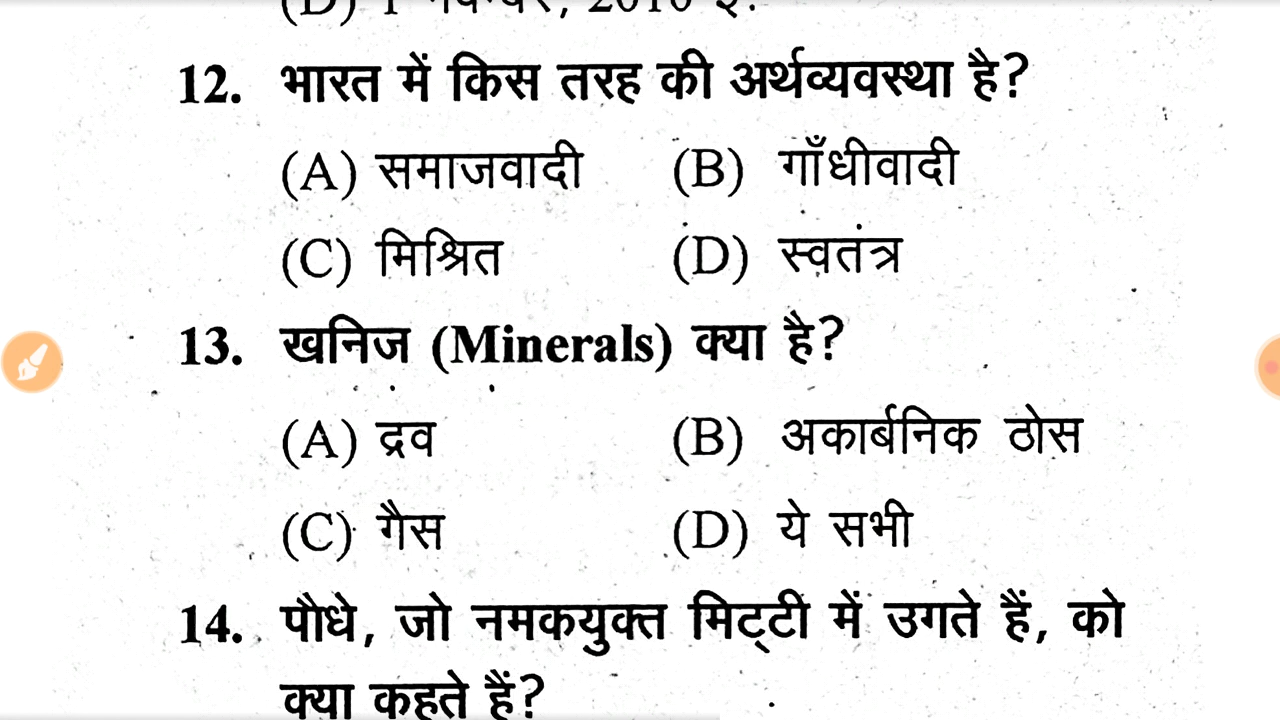 12. भारत में किस तरह की अर्थव्यवस्था है?
(A) समाजवादी (B) गाँधीवादी
(C) मिश्रित (D) स्वतंत्र
13. खनिज (Minerals) क्या है?
(A) द्रव (B) अकार्बनिक ठोस
(C) गैस (D) ये सभी
14. पौधे, जो नमकयुक्त मिट्टी में उगते हैं, को
क्या कहते हैं?